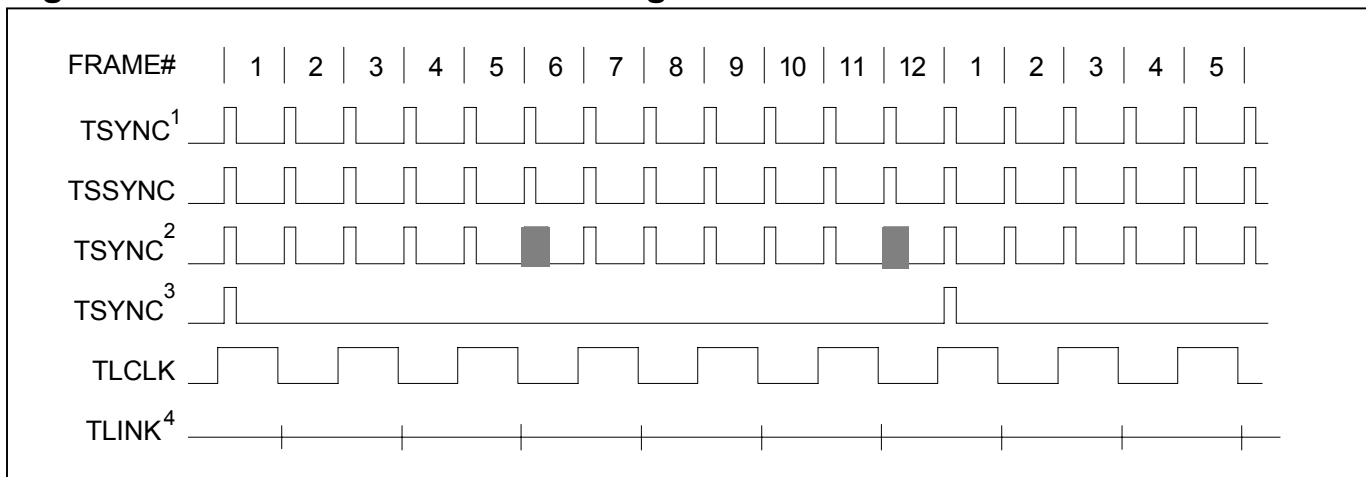 FRAME# 1 2 3 4 5 6 7 8 9 10 11 12 1 2 3 4 5
TSYNC1
TSSYNC
TSYNC2
TSYNC3
TLCLK
TLINK4